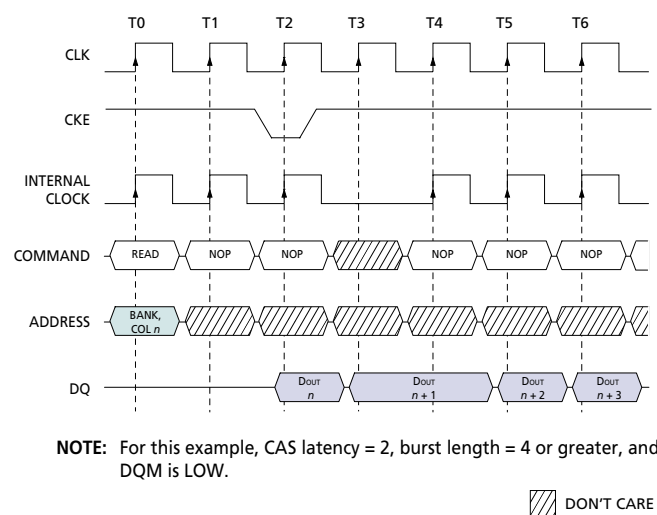 T0 T1 T2 T3 T4 T5 T6
CLK
CKE
INTERNAL
CLOCK
COMMAND READ NOP NOP NOP NOP NOP
ADDRESS BANK,
COL n
DQ DOUT DOUT DOUT DOUT
n n + 1 n + 2 n + 3
NOTE: For this example, CAS latency = 2, burst length = 4 or greater, and
DQM is LOW.
DON'T CARE